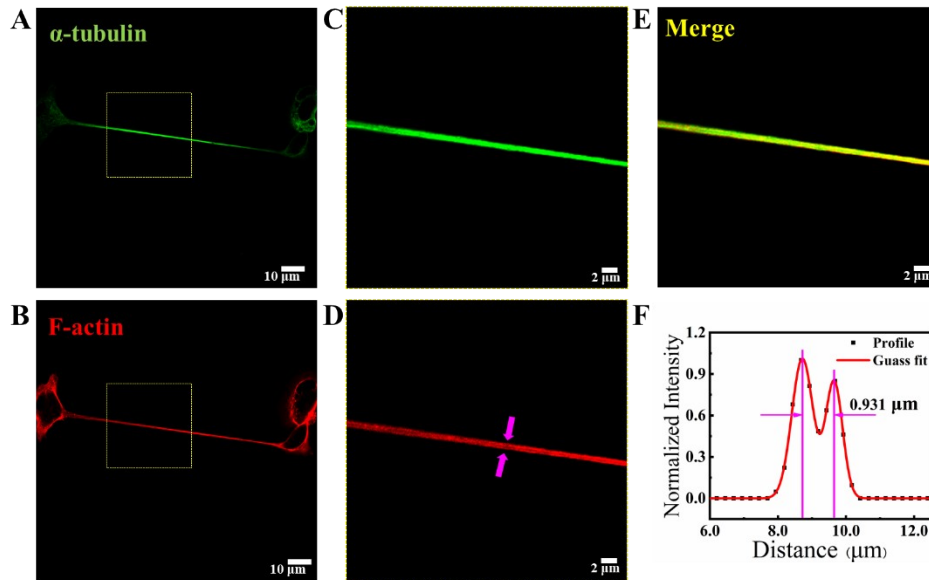 A
α-tubulin
10 μm
C
2 μm
E
Merge
2 μm
B
F-actin
10 μm
D
2 μm
F
1.2
0.9
0.6
0.3
0.0
Normalized Intensity
Profile
Guass fit
0.931 μm
6.0 8.0 10.0 12.0
Distance (μm)